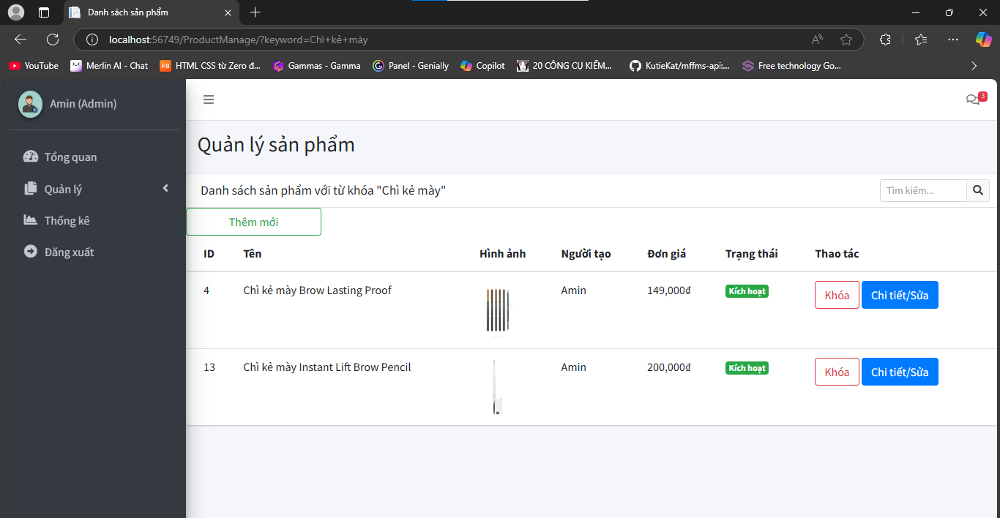 Danh sách sản phẩm
localhost:56749/ProductManage/?keyword=Chì+kẻ+mày
YouTube Merlin AI - Chat HTML CSS từ Zero đ... Gammas - Gamma Panel - Genially Copilot 20 CÔNG CỤ KIẾM... KutieKat/mffms-api:... Free technology Go...
Amin (Admin)
3
Tổng quan
Quản lý
Thống kê
Đăng xuất
Quản lý sản phẩm
Danh sách sản phẩm với từ khóa "Chì kẻ mày"
Tìm kiếm...
Thêm mới
ID Tên Hình ảnh Người tạo Đơn giá Trạng thái Thao tác
4 Chì kẻ mày Brow Lasting Proof Amin 149,000₫ Kích hoạt Khóa Chi tiết/Sửa
13 Chì kẻ mày Instant Lift Brow Pencil Amin 200,000₫ Kích hoạt Khóa Chi tiết/Sửa